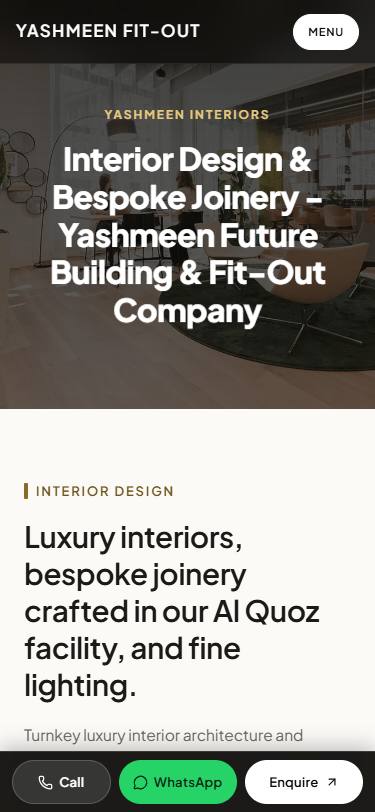 YASHMEEN FIT-OUT
MENU
YASHMEEN INTERIORS
Interior Design &
Bespoke Joinery –
Yashmeen Future
Building & Fit-Out
Company
INTERIOR DESIGN
Luxury interiors,
bespoke joinery
crafted in our Al Quoz
facility, and fine
lighting.
Turnkey luxury interior architecture and
Call
WhatsApp
Enquire